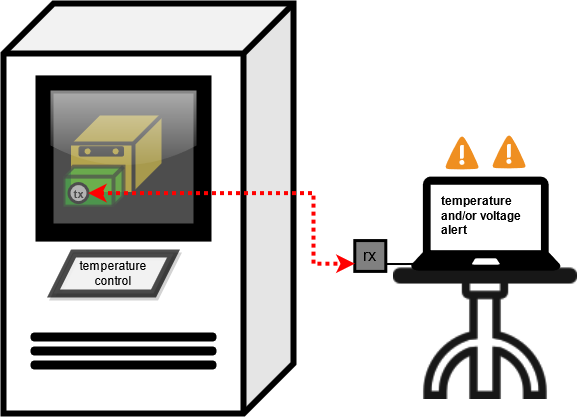 tx
temperature
control
rx
temperature
and/or voltage
alert